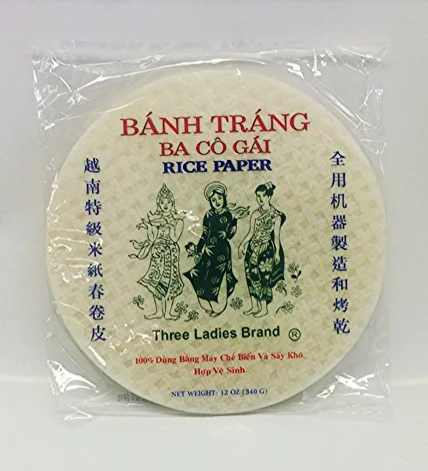 BÁNH TRÁNG
BA CÔ GÁI
RICE PAPER
越南特級米紙春卷皮
全用机器製造和烤乾
Three Ladies Brand ®
100% Dùng Bằng Máy Chế Biến Và Sấy Khô
Hợp Vệ Sinh
NET WEIGHT: 12 OZ (340 G)